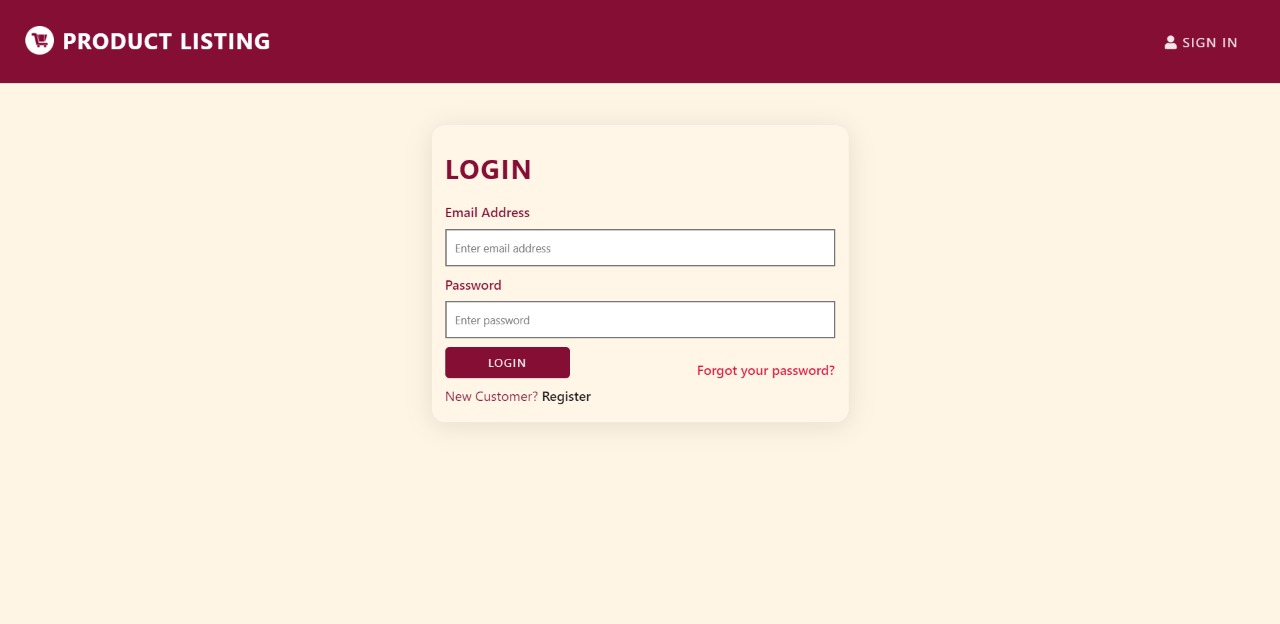 PRODUCT LISTING
SIGN IN
LOGIN
Email Address
Enter email address
Password
Enter password
LOGIN
Forgot your password?
New Customer? Register